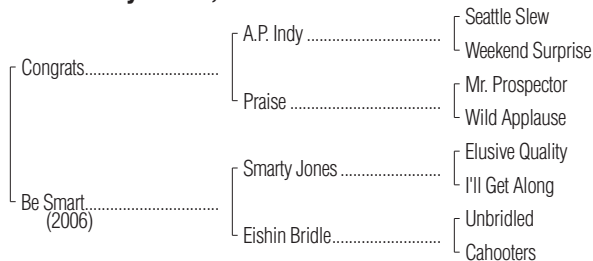 Seattle Slew
A.P. Indy
Weekend Surprise
Congrats
Mr. Prospector
Praise
Wild Applause
Elusive Quality
Smarty Jones
I'll Get Along
Be Smart
(2006)
Unbridled
Eishin Bridle
Cahooters